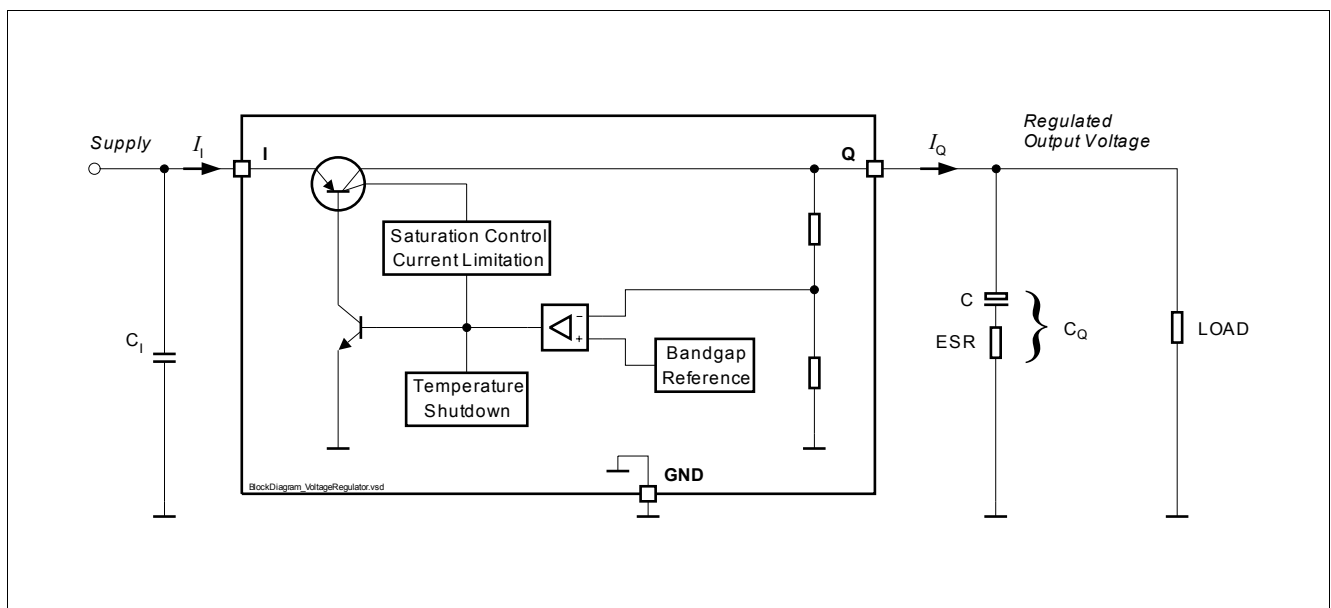 Supply
I_I
I
Q
I_Q
Regulated
Output Voltage
Saturation Control
Current Limitation
C_I
−
+
Bandgap
Reference
Temperature
Shutdown
C
ESR
}
C_Q
LOAD
GND
BlockDiagram_VoltageRegulator.vsd